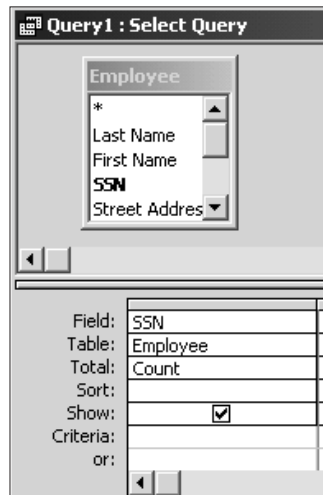 Query1 : Select Query
Employee
*
Last Name
First Name
SSN
Street Addres
Field: SSN
Table: Employee
Total: Count
Sort:
Show:
Criteria:
or: